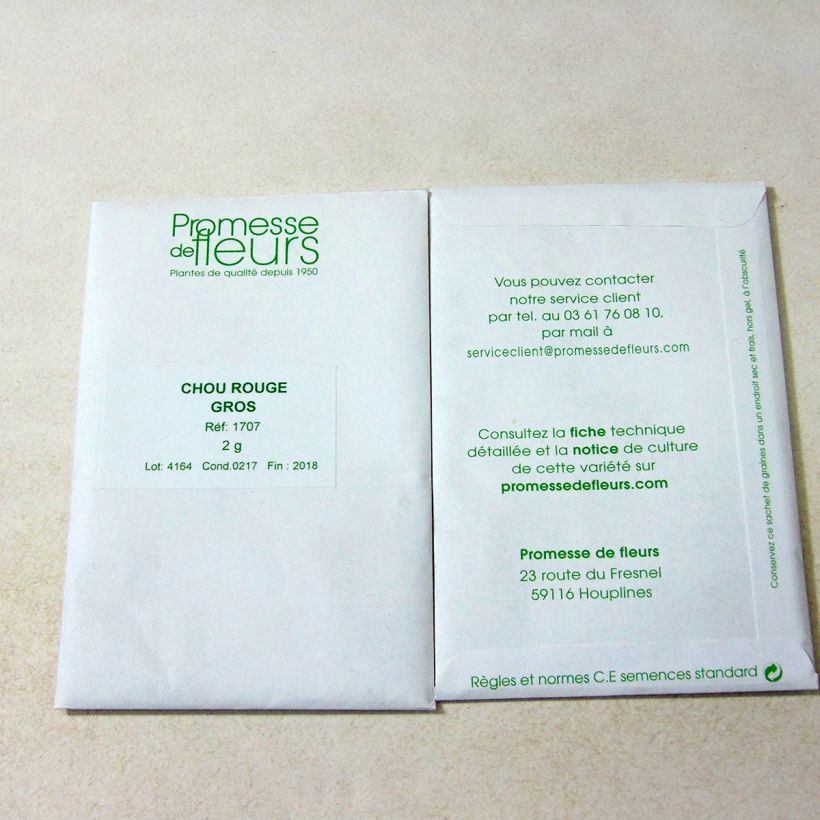 Promesse
de fleurs
Plantes de qualité depuis 1950
CHOU ROUGE
GROS
Réf: 1707
2 g
Lot: 4164 Cond.0217 Fin : 2018
Vous pouvez contacter
notre service client
par tel. au 03 61 76 08 10,
par mail à
serviceclient@promessedefleurs.com
Consultez la fiche technique
détaillée et la notice de culture
de cette variété sur
promessedefleurs.com
Promesse de fleurs
23 route du Fresnel
59116 Houplines
Règles et normes C.E semences standard
Conservez ce sachet de graines dans un endroit sec et frais, hors gel, à l'obscurité